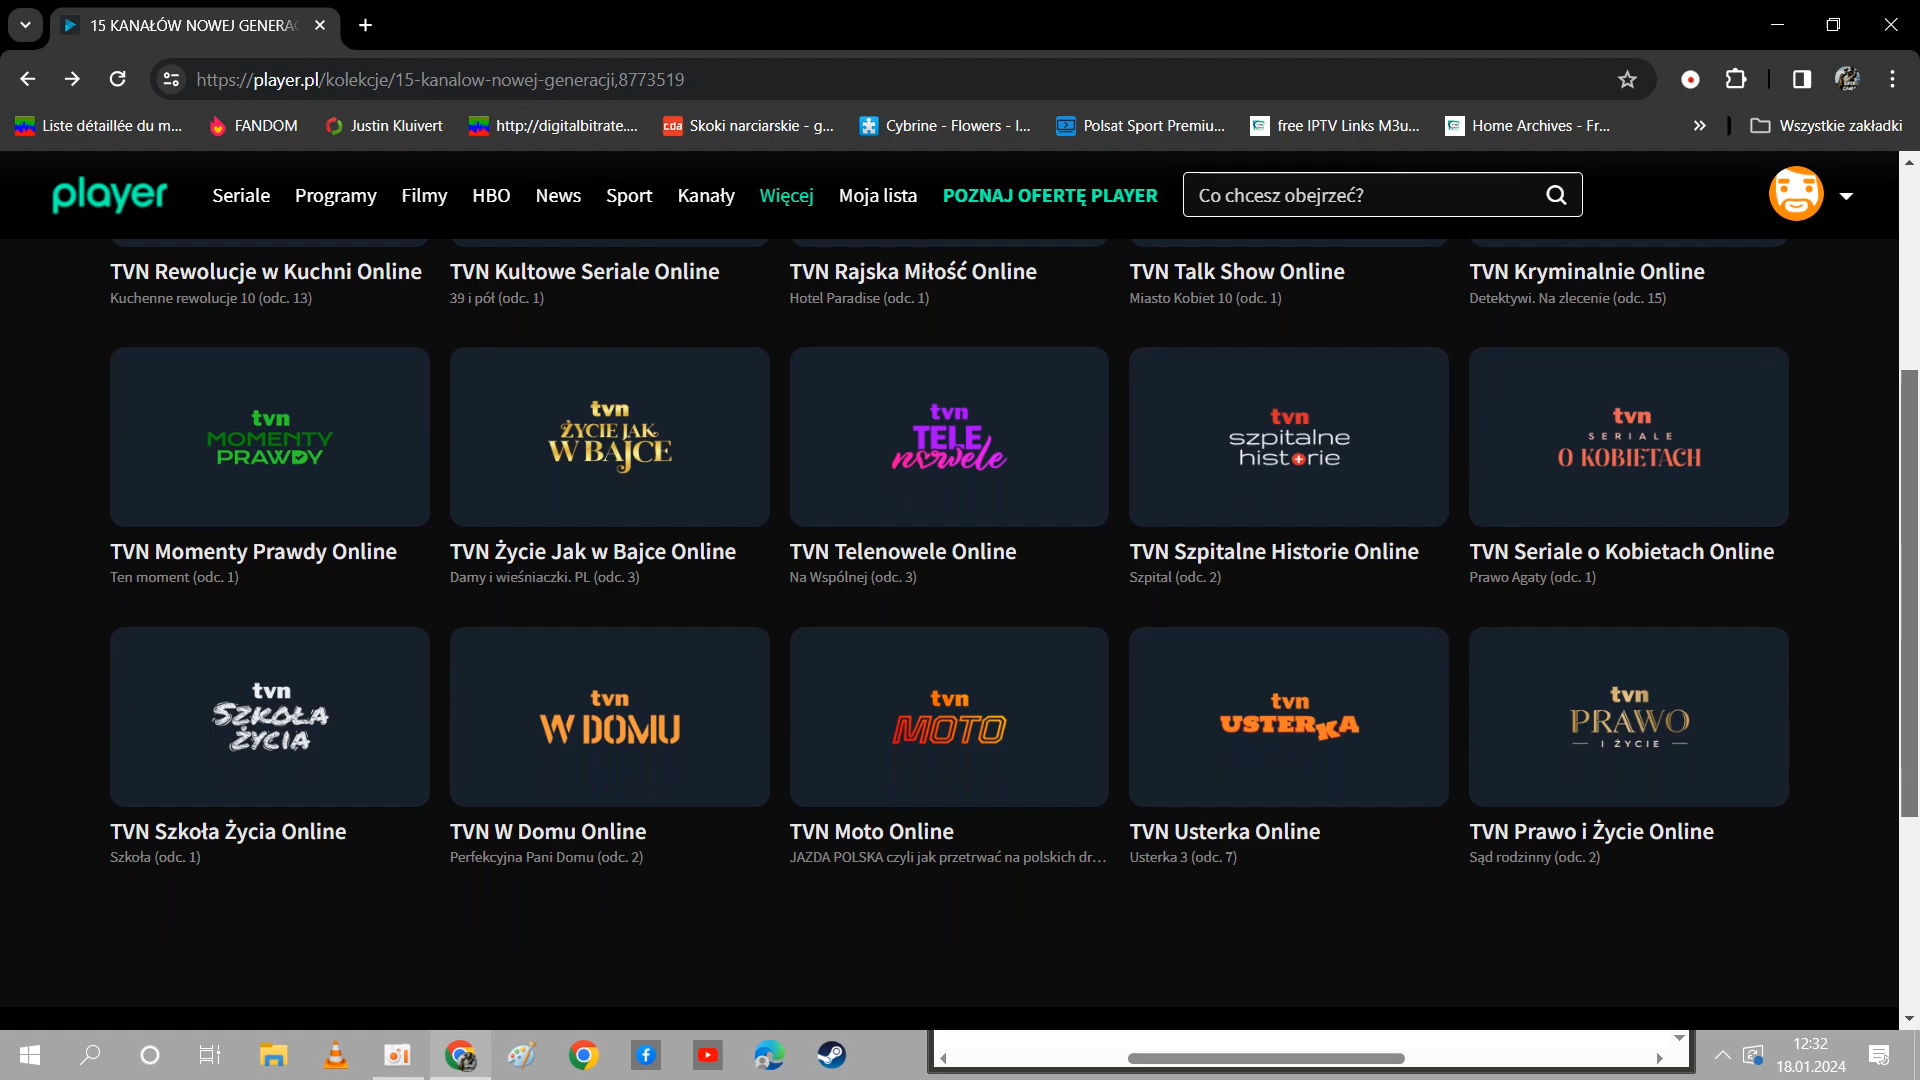 15 KANAŁÓW NOWEJ GENERAC
https://player.pl/kolekcje/15-kanalow-nowej-generacji,8773519
Liste détaillée du m...
FANDOM
Justin Kluivert
http://digitalbitrate....
cda
Skoki narciarskie - g...
Cybrine - Flowers - I...
Polsat Sport Premiu...
free IPTV Links M3u...
Home Archives - Fr...
Wszystkie zakładki
player
Seriale
Programy
Filmy
HBO
News
Sport
Kanały
Więcej
Moja lista
POZNAJ OFERTĘ PLAYER
Co chcesz obejrzeć?
TVN Rewolucje w Kuchni Online
Kuchenne rewolucje 10 (odc. 13)
TVN Kultowe Seriale Online
39 i pół (odc. 1)
TVN Rajska Miłość Online
Hotel Paradise (odc. 1)
TVN Talk Show Online
Miasto Kobiet 10 (odc. 1)
TVN Kryminalnie Online
Detektywi. Na zlecenie (odc. 15)
tvn
MOMENTY
PRAWDY
TVN Momenty Prawdy Online
Ten moment (odc. 1)
tvn
ŻYCIE JAK
W BAJCE
TVN Życie Jak w Bajce Online
Damy i wieśniaczki. PL (odc. 3)
tvn
TELE
nowele
TVN Telenowele Online
Na Wspólnej (odc. 3)
tvn
szpitalne
historie
TVN Szpitalne Historie Online
Szpital (odc. 2)
tvn
SERIALE
O KOBIETACH
TVN Seriale o Kobietach Online
Prawo Agaty (odc. 1)
tvn
SZKOŁA
ŻYCIA
TVN Szkoła Życia Online
Szkoła (odc. 1)
tvn
W DOMU
TVN W Domu Online
Perfekcyjna Pani Domu (odc. 2)
tvn
MOTO
TVN Moto Online
JAZDA POLSKA czyli jak przetrwać na polskich dr...
tvn
USTERKA
TVN Usterka Online
Usterka 3 (odc. 7)
tvn
PRAWO
I ŻYCIE
TVN Prawo i Życie Online
Sąd rodzinny (odc. 2)
12:32
18.01.2024